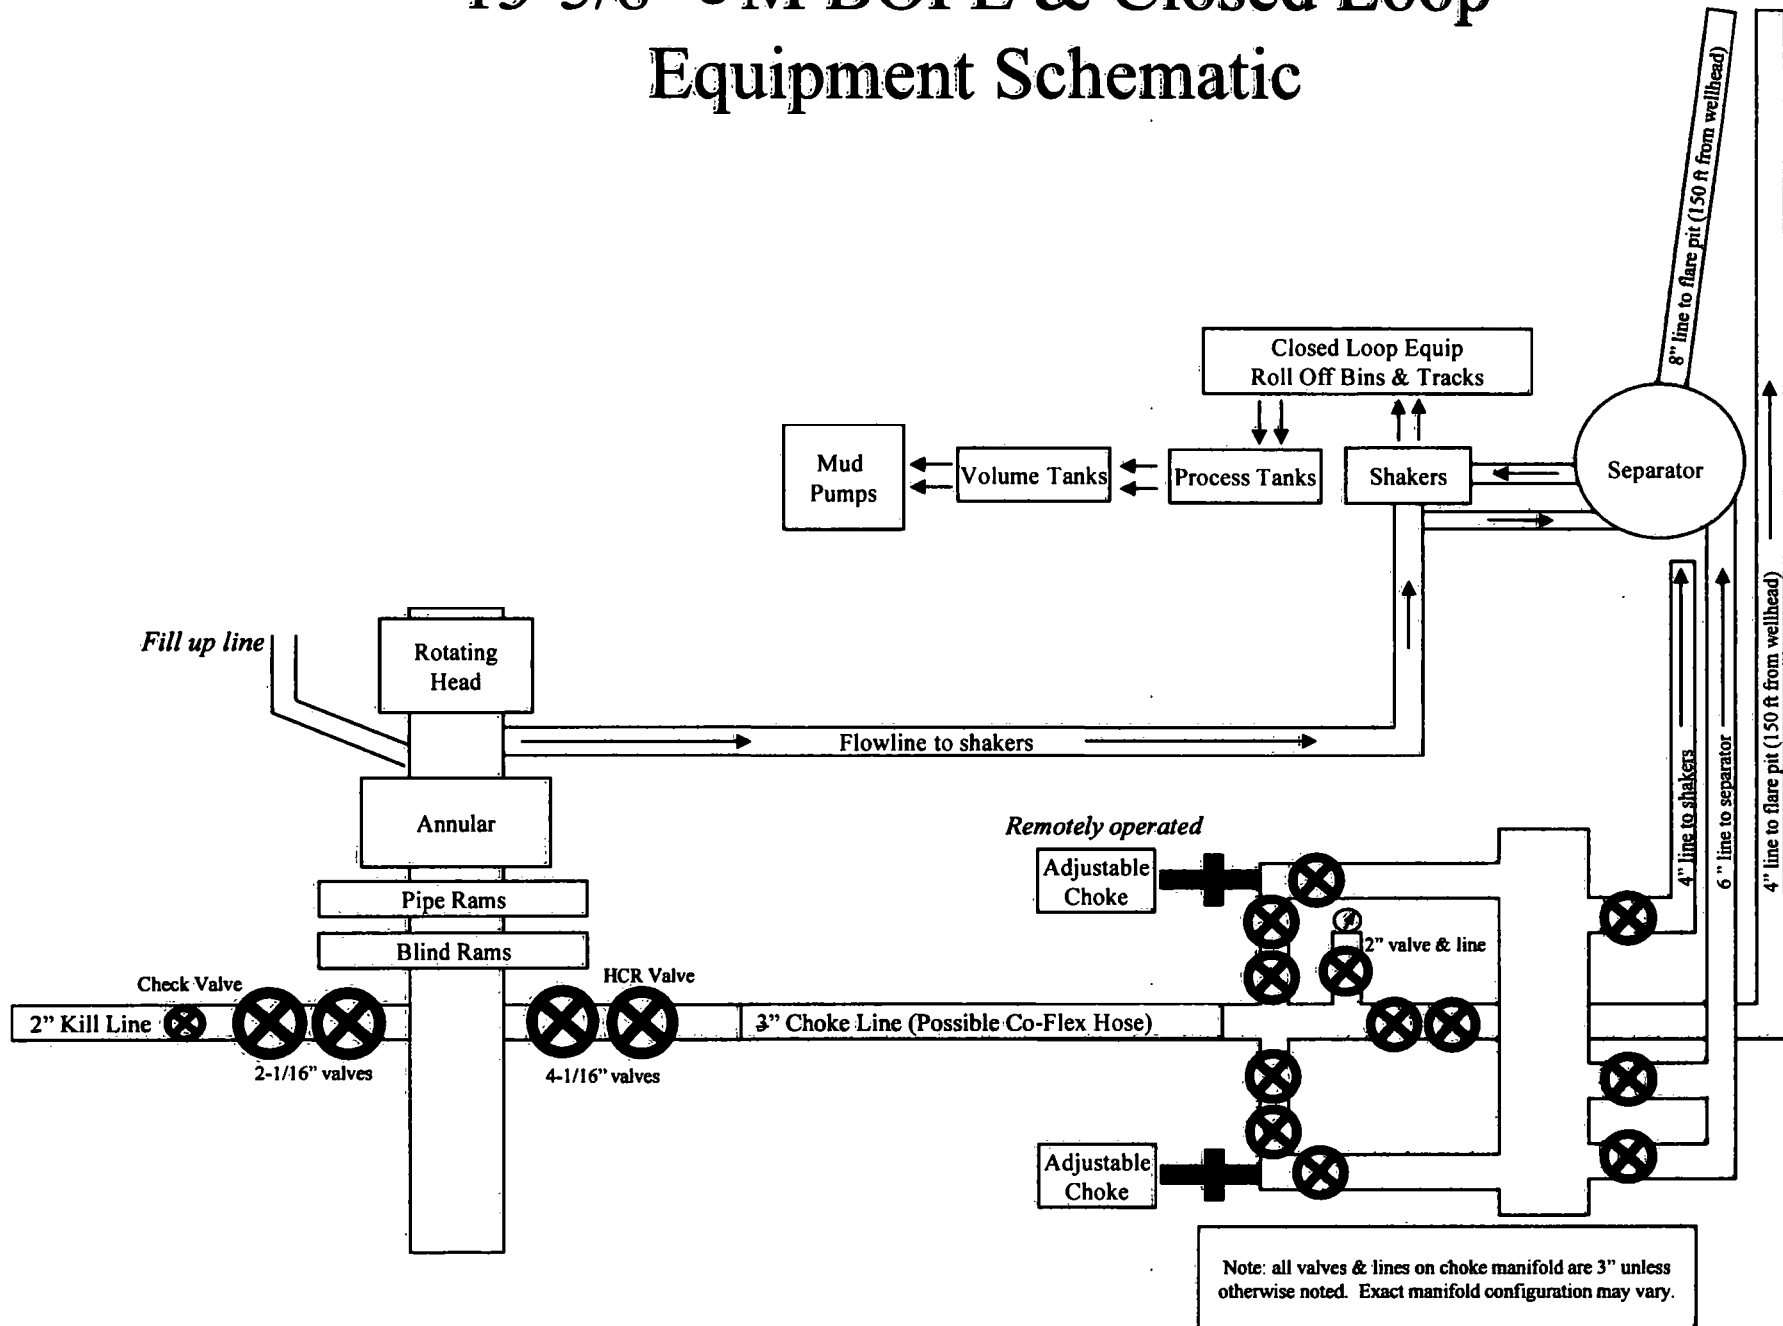 BOPE & Closed Loop
Equipment Schematic
8" line to flare pit (150 ft from wellhead)
Closed Loop Equip
Roll Off Bins & Tracks
Mud
Pumps
Volume Tanks
Process Tanks
Shakers
Separator
Fill up line
Rotating
Head
Flowline to shakers
Annular
Pipe Rams
Blind Rams
Check Valve
HCR Valve
2" Kill Line
3" Choke Line (Possible Co-Flex Hose)
2-1/16" valves
4-1/16" valves
Remotely operated
Adjustable
Choke
2" valve & line
Adjustable
Choke
4" line to shakers
6" line to separator
4" line to flare pit (150 ft from wellhead)
Note: all valves & lines on choke manifold are 3" unless
otherwise noted. Exact manifold configuration may vary.